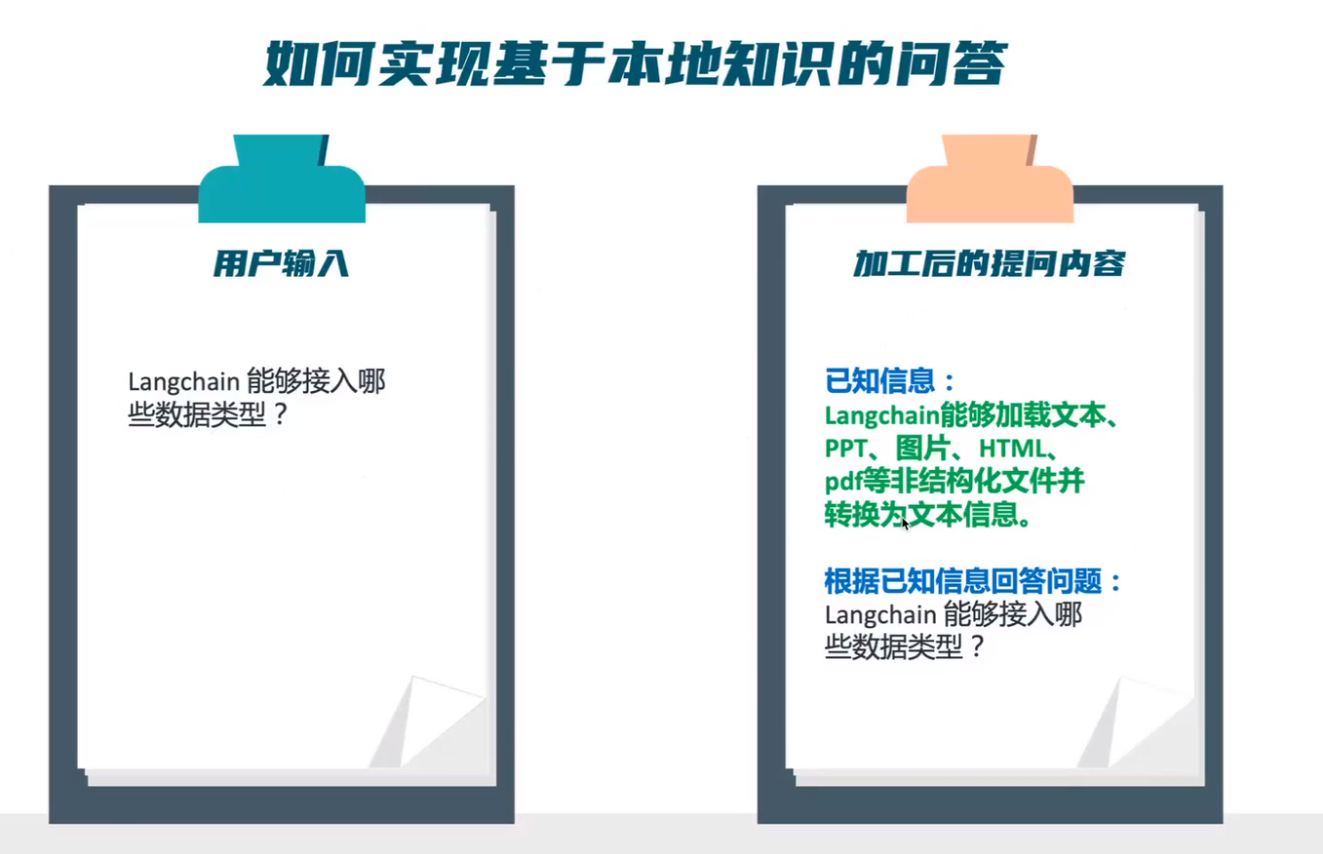 如何实现基于本地知识的问答
用户输入
Langchain 能够接入哪
些数据类型？
加工后的提问内容
已知信息：
Langchain能够加载文本、
PPT、图片、HTML、
pdf等非结构化文件并
转换为文本信息。
根据已知信息回答问题：
Langchain 能够接入哪
些数据类型？